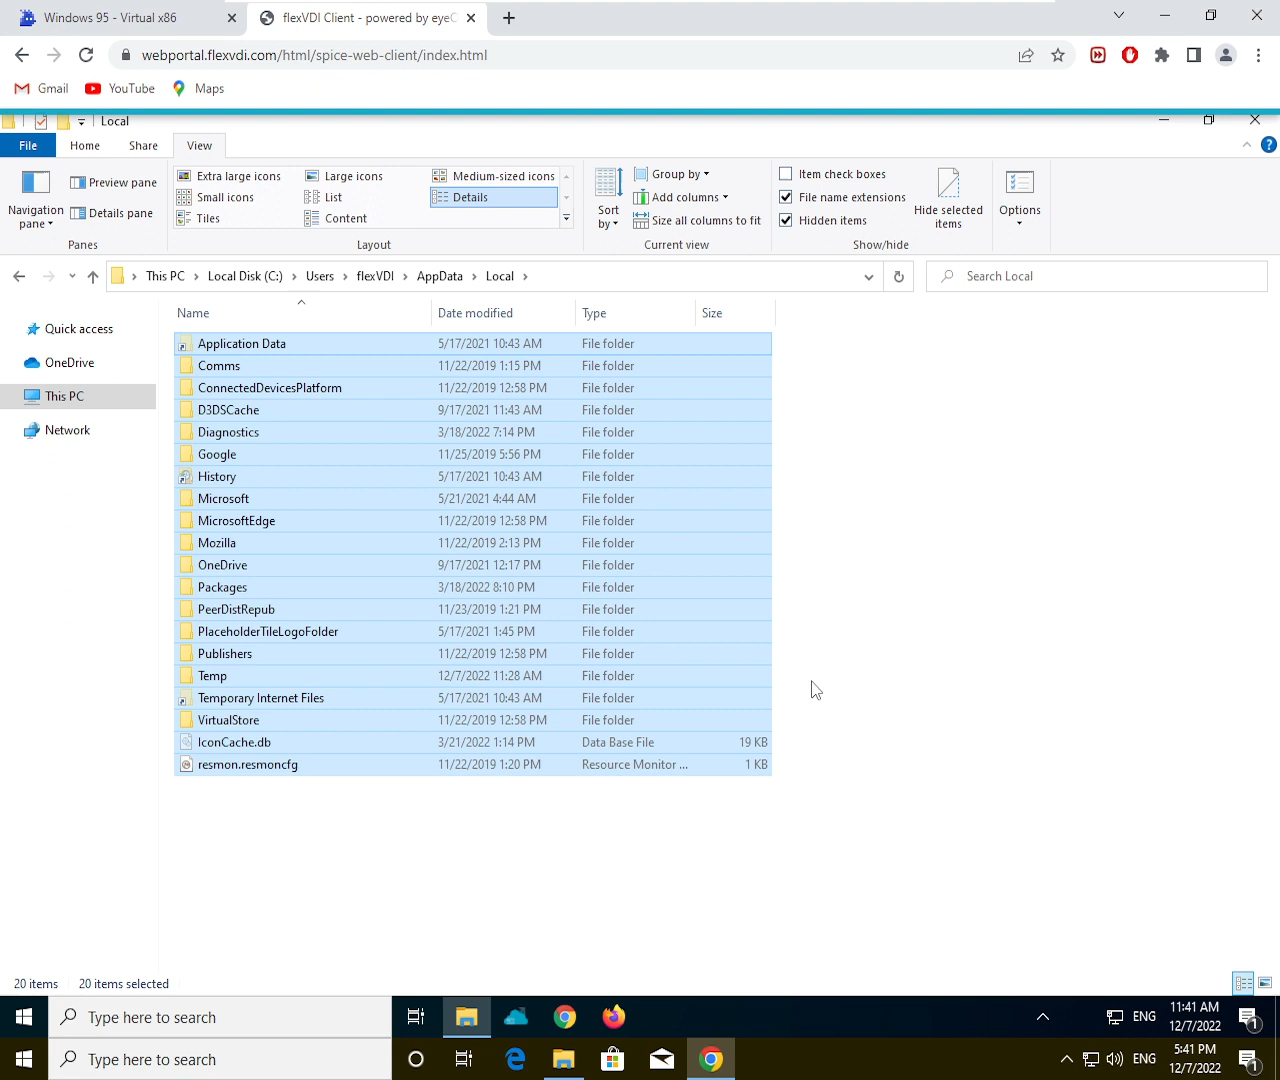 Windows 95 - Virtual x86
flexVDI Client - powered by eyeO
webportal.flexvdi.com/html/spice-web-client/index.html
Gmail YouTube Maps
Local
File Home Share View
Navigation pane
Preview pane
Details pane
Panes
Extra large icons Large icons Medium-sized icons
Small icons List Details
Tiles Content
Layout
Sort by
Group by
Add columns
Size all columns to fit
Current view
Item check boxes
File name extensions
Hidden items
Hide selected items
Show/hide
Options
This PC > Local Disk (C:) > Users > flexVDI > AppData > Local >
Search Local
Quick access
OneDrive
This PC
Network
Name Date modified Type Size
Application Data 5/17/2021 10:43 AM File folder
Comms 11/22/2019 1:15 PM File folder
ConnectedDevicesPlatform 11/22/2019 12:58 PM File folder
D3DSCache 9/17/2021 11:43 AM File folder
Diagnostics 3/18/2022 7:14 PM File folder
Google 11/25/2019 5:56 PM File folder
History 5/17/2021 10:43 AM File folder
Microsoft 5/21/2021 4:44 AM File folder
MicrosoftEdge 11/22/2019 12:58 PM File folder
Mozilla 11/22/2019 2:13 PM File folder
OneDrive 9/17/2021 12:17 PM File folder
Packages 3/18/2022 8:10 PM File folder
PeerDistRepub 11/23/2019 1:21 PM File folder
PlaceholderTileLogoFolder 5/17/2021 1:45 PM File folder
Publishers 11/22/2019 12:58 PM File folder
Temp 12/7/2022 11:28 AM File folder
Temporary Internet Files 5/17/2021 10:43 AM File folder
VirtualStore 11/22/2019 12:58 PM File folder
IconCache.db 3/21/2022 1:14 PM Data Base File 19 KB
resmon.resmoncfg 11/22/2019 1:20 PM Resource Monitor ... 1 KB
20 items 20 items selected
Type here to search ENG 11:41 AM
12/7/2022 1
Type here to search ENG 5:41 PM
12/7/2022 1